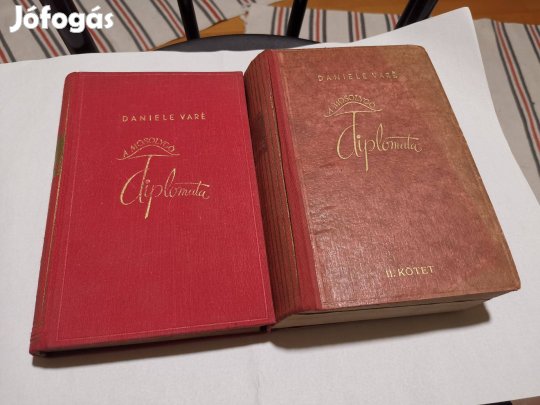 Jófogás
DANIELE VARÈ
A MOSOLYGÓ
Diplomata
DANIELE VARÈ
A MOSOLYGÓ
Diplomata
II. KÖTET